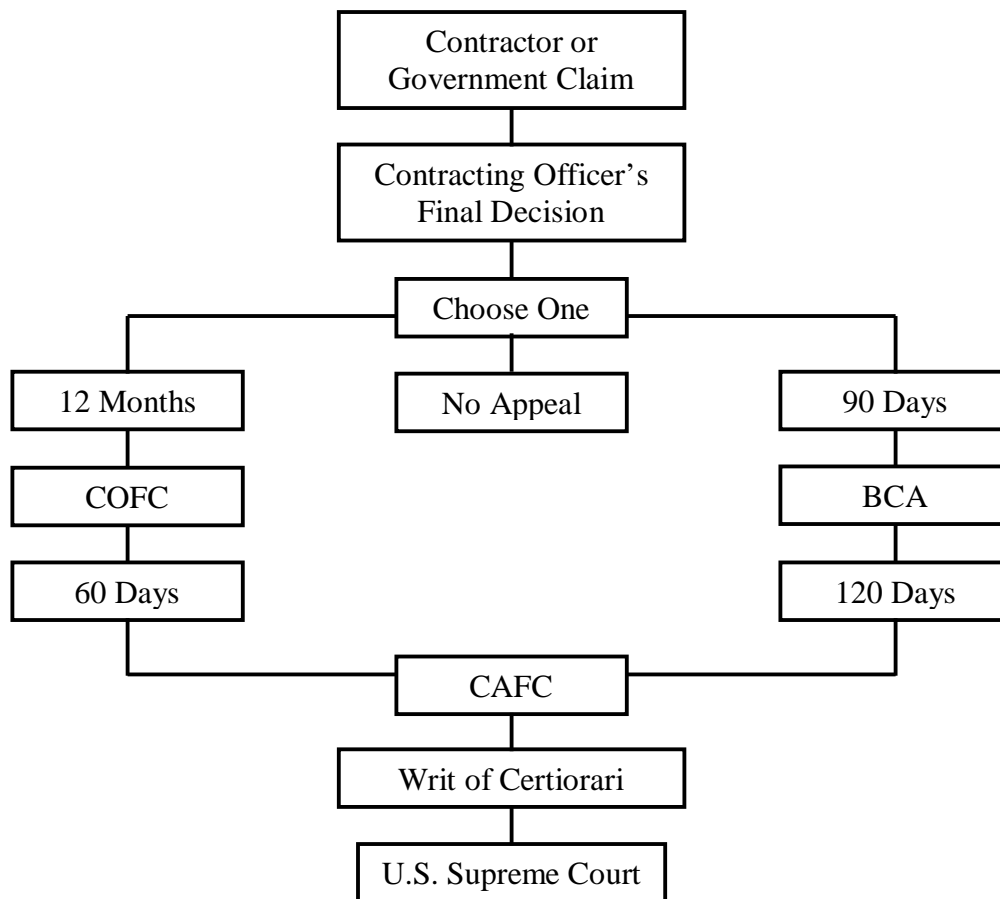 Contractor or
Government Claim
Contracting Officer’s
Final Decision
Choose One
12 Months
No Appeal
90 Days
COFC
BCA
60 Days
120 Days
CAFC
Writ of Certiorari
U.S. Supreme Court